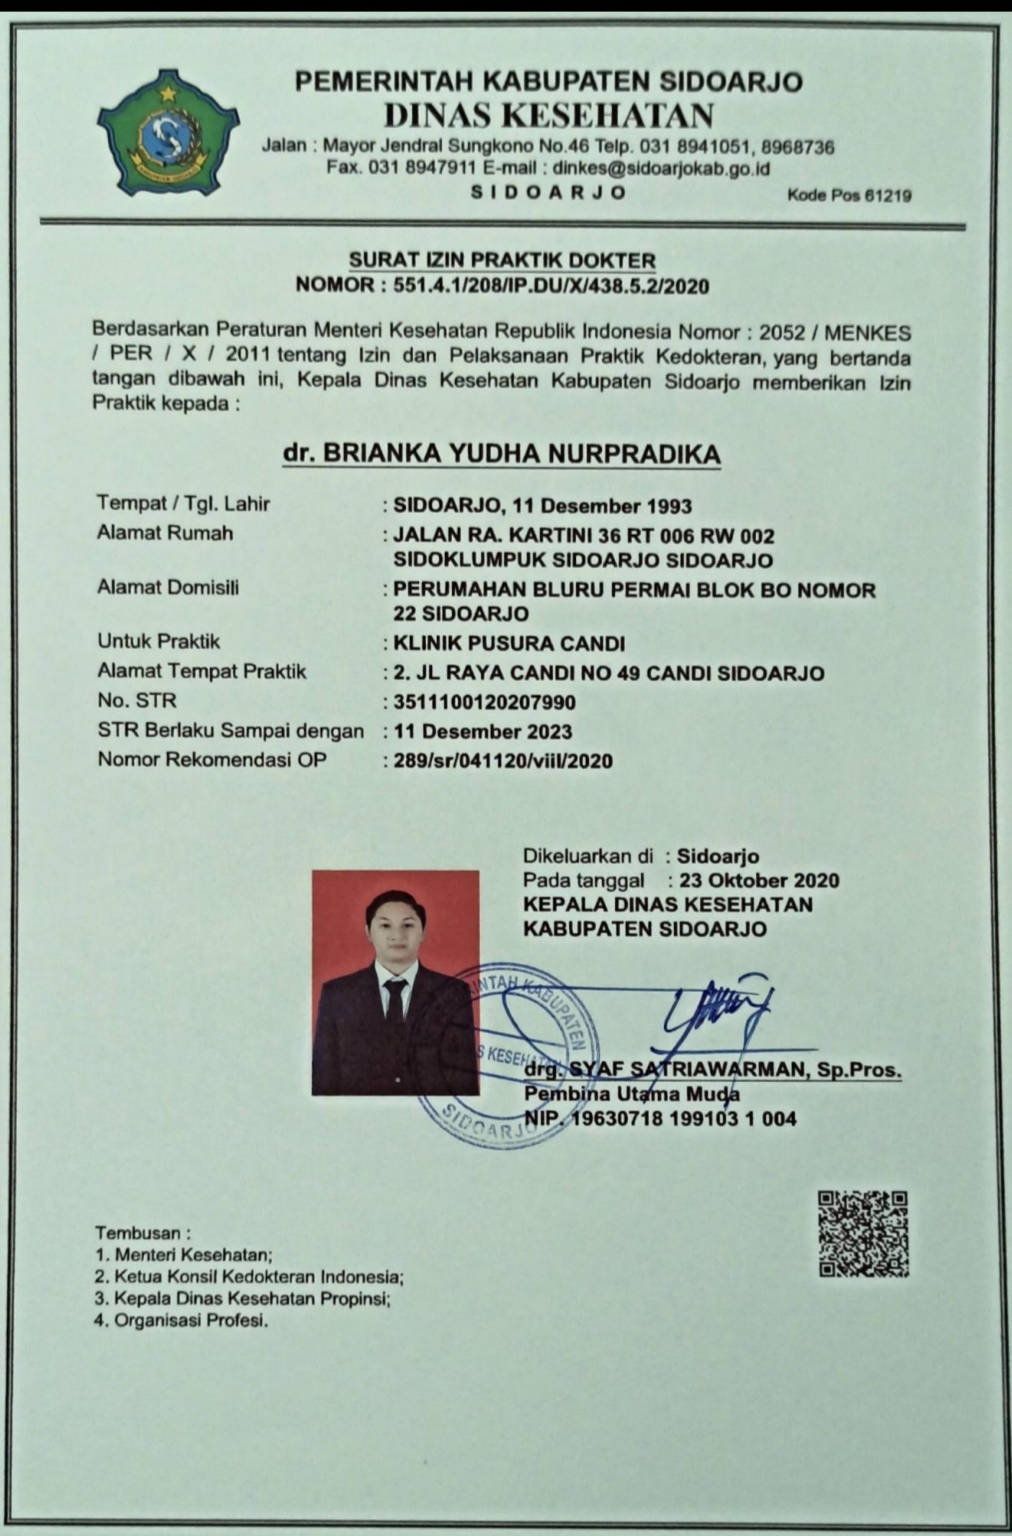 PEMERINTAH KABUPATEN SIDOARJO
DINAS KESEHATAN
Jalan : Mayor Jendral Sungkono No.46 Telp. 031 8941051, 8968736
Fax. 031 8947911 E-mail : dinkes@sidoarjokab.go.id
S I D O A R J O
Kode Pos 61219
SURAT IZIN PRAKTIK DOKTER
NOMOR : 551.4.1/208/IP.DU/X/438.5.2/2020
Berdasarkan Peraturan Menteri Kesehatan Republik Indonesia Nomor : 2052 / MENKES
/ PER / X / 2011 tentang Izin dan Pelaksanaan Praktik Kedokteran, yang bertanda
tangan dibawah ini, Kepala Dinas Kesehatan Kabupaten Sidoarjo memberikan Izin
Praktik kepada :
dr. BRIANKA YUDHA NURPRADIKA
Tempat / Tgl. Lahir : SIDOARJO, 11 Desember 1993
Alamat Rumah : JALAN RA. KARTINI 36 RT 006 RW 002
SIDOKLUMPUK SIDOARJO SIDOARJO
Alamat Domisili : PERUMAHAN BLURU PERMAI BLOK BO NOMOR
22 SIDOARJO
Untuk Praktik : KLINIK PUSURA CANDI
Alamat Tempat Praktik : 2. JL RAYA CANDI NO 49 CANDI SIDOARJO
No. STR : 3511100120207990
STR Berlaku Sampai dengan : 11 Desember 2023
Nomor Rekomendasi OP : 289/sr/041120/viil/2020
Dikeluarkan di : Sidoarjo
Pada tanggal : 23 Oktober 2020
KEPALA DINAS KESEHATAN
KABUPATEN SIDOARJO
KABUPATEN
SIDOARJO
drg. SYAF SATRIAWARMAN, Sp.Pros.
Pembina Utama Muda
NIP. 19630718 199103 1 004
Tembusan :
1. Menteri Kesehatan;
2. Ketua Konsil Kedokteran Indonesia;
3. Kepala Dinas Kesehatan Propinsi;
4. Organisasi Profesi.